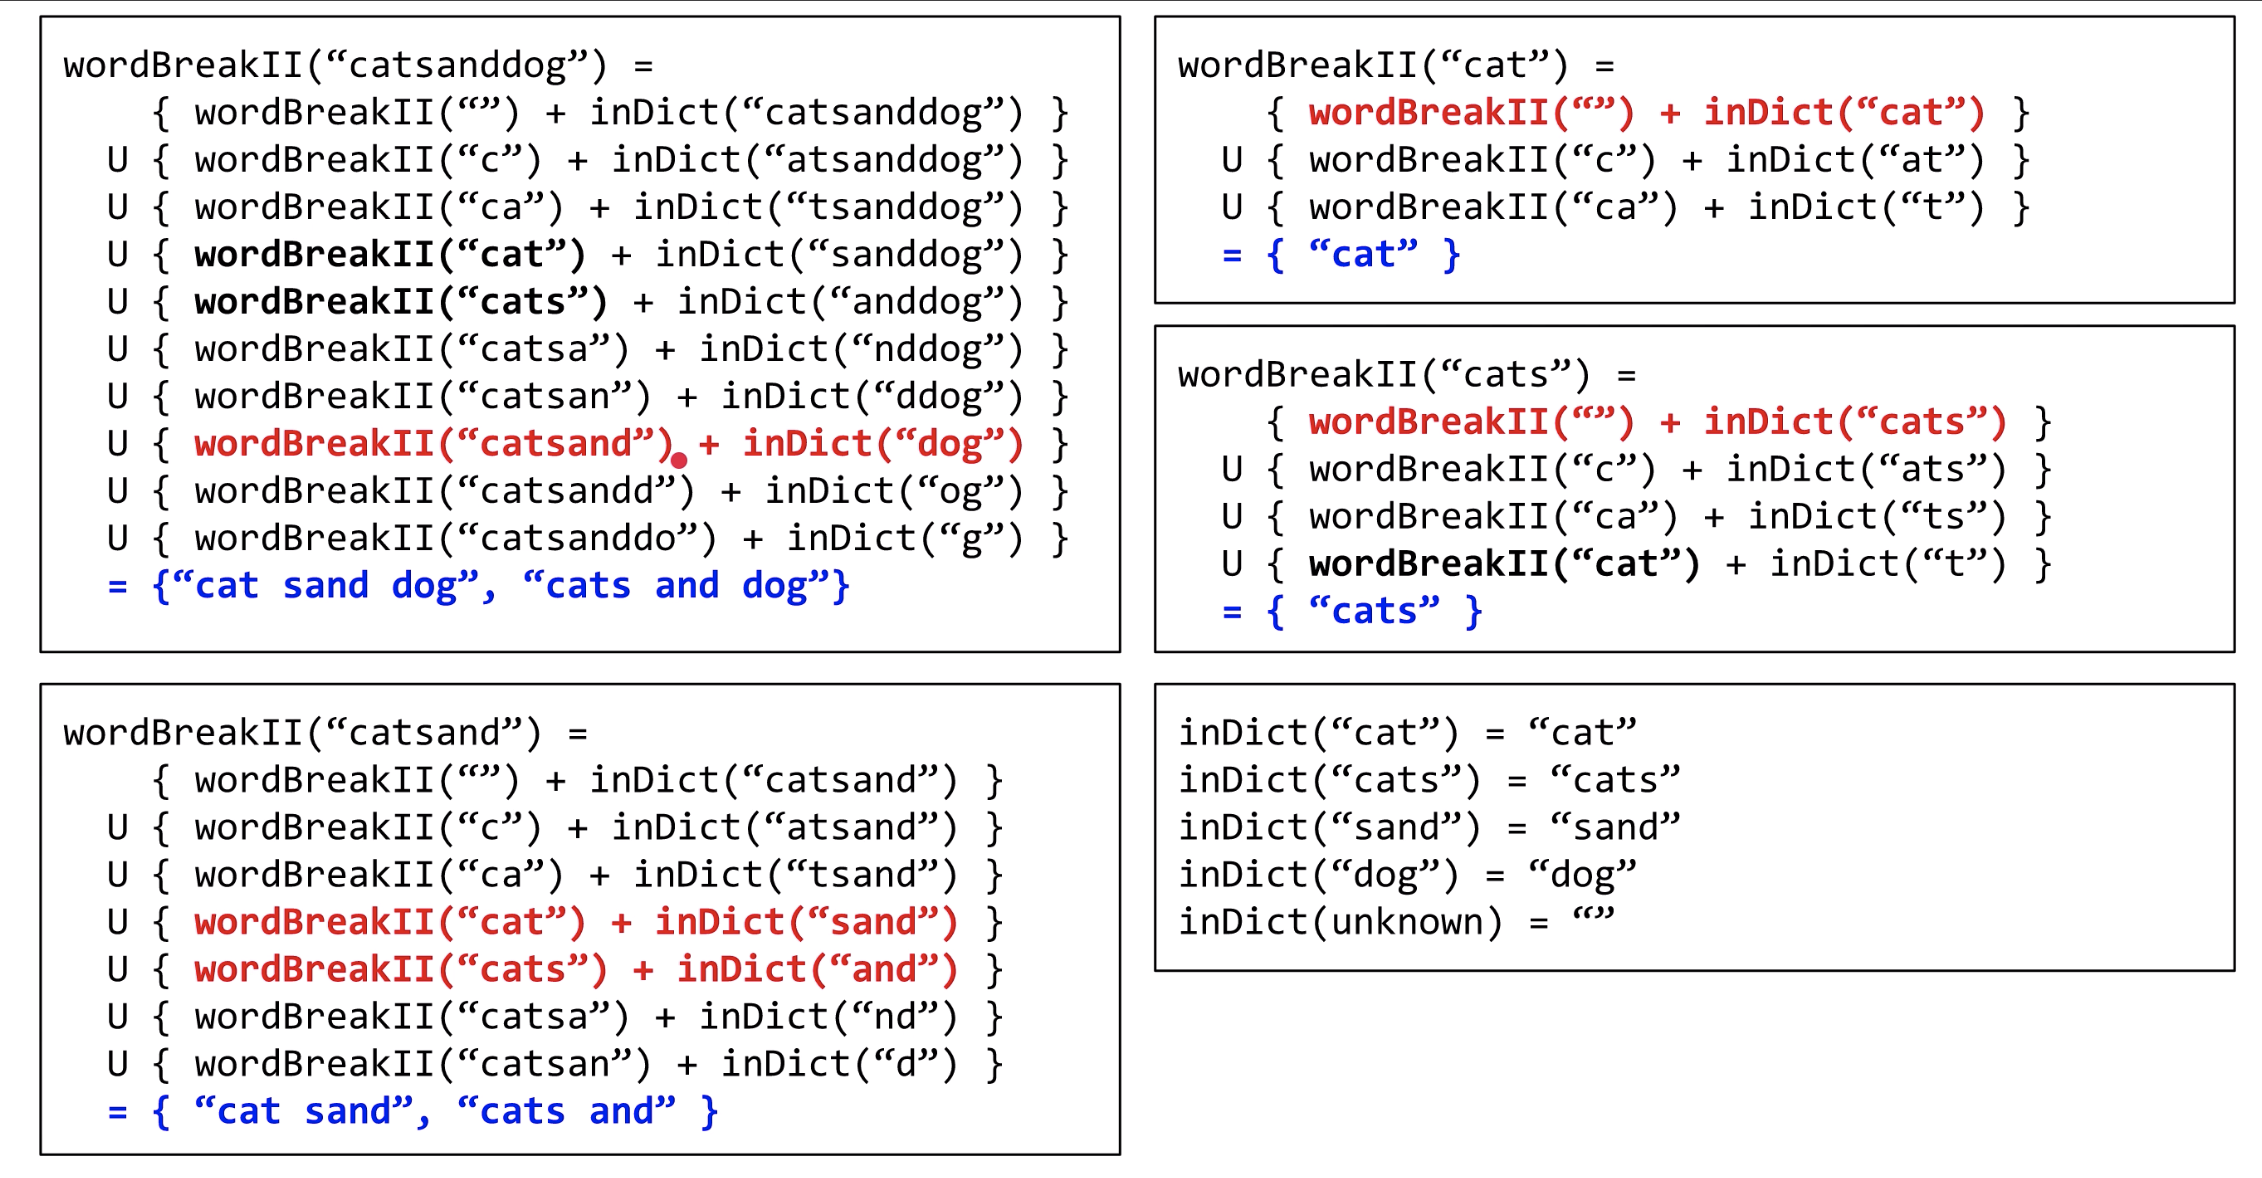 wordBreakII(“catsanddog”) =
{ wordBreakII(“”) + inDict(“catsanddog”) }
U { wordBreakII(“c”) + inDict(“atsanddog”) }
U { wordBreakII(“ca”) + inDict(“tsanddog”) }
U { wordBreakII(“cat”) + inDict(“sanddog”) }
U { wordBreakII(“cats”) + inDict(“anddog”) }
U { wordBreakII(“catsa”) + inDict(“nddog”) }
U { wordBreakII(“catsan”) + inDict(“ddog”) }
U { wordBreakII(“catsand”) + inDict(“dog”) }
U { wordBreakII(“catsandd”) + inDict(“og”) }
U { wordBreakII(“catsanddo”) + inDict(“g”) }
= {“cat sand dog”, “cats and dog”}
wordBreakII(“cat”) =
{ wordBreakII(“”) + inDict(“cat”) }
U { wordBreakII(“c”) + inDict(“at”) }
U { wordBreakII(“ca”) + inDict(“t”) }
= { “cat” }
wordBreakII(“cats”) =
{ wordBreakII(“”) + inDict(“cats”) }
U { wordBreakII(“c”) + inDict(“ats”) }
U { wordBreakII(“ca”) + inDict(“ts”) }
U { wordBreakII(“cat”) + inDict(“t”) }
= { “cats” }
wordBreakII(“catsand”) =
{ wordBreakII(“”) + inDict(“catsand”) }
U { wordBreakII(“c”) + inDict(“atsand”) }
U { wordBreakII(“ca”) + inDict(“tsand”) }
U { wordBreakII(“cat”) + inDict(“sand”) }
U { wordBreakII(“cats”) + inDict(“and”) }
U { wordBreakII(“catsa”) + inDict(“nd”) }
U { wordBreakII(“catsan”) + inDict(“d”) }
= { “cat sand”, “cats and” }
inDict(“cat”) = “cat”
inDict(“cats”) = “cats”
inDict(“sand”) = “sand”
inDict(“dog”) = “dog”
inDict(unknown) = “”